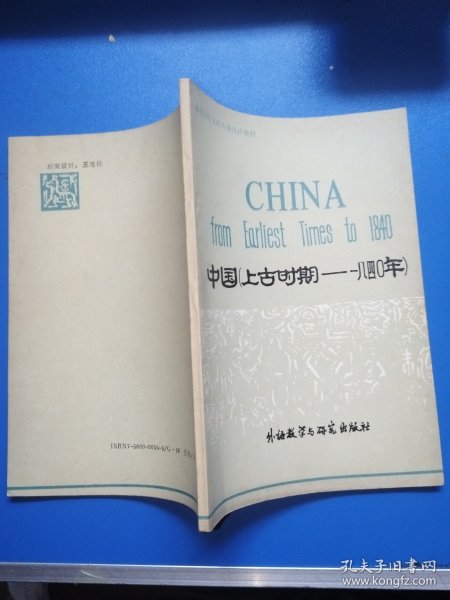 CHINA
from Earliest Times to 1840
中国(上古时期——一八四〇年)
外语教学与研究出版社
封面设计:
孔夫子旧书网
www.kongfz.com